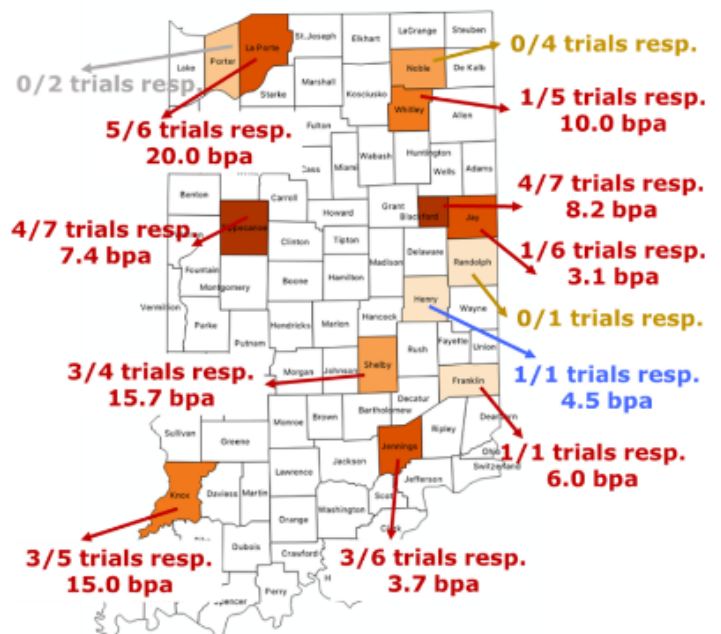 LaGrange
Steuben
St. Joseph
Elkhart
0/4 trials resp.
La Porte
Noble
De Kalb
Lake
Porter
0/2 trials resp.
Marshall
Starke
Kosciusko
Whitley
Allen
1/5 trials resp.
10.0 bpa
5/6 trials resp.
20.0 bpa
Fulton
Wabash
Huntington
Miami
Cass
Wells
Adams
Benton
Carroll
Grant
Blackford
Jay
4/7 trials resp.
8.2 bpa
Howard
4/7 trials resp.
7.4 bpa
Tippecanoe
Clinton
Tipton
Delaware
1/6 trials resp.
3.1 bpa
Randolph
Fountain
Montgomery
Boone
Hamilton
Madison
Vermillion
Henry
Wayne
0/1 trials resp.
Parke
Putnam
Hendricks
Marion
Hancock
Rush
Fayette
Union
1/1 trials resp.
4.5 bpa
3/4 trials resp.
15.7 bpa
Morgan
Johnson
Shelby
Franklin
Decatur
Monroe
Brown
Bartholomew
Dearborn
Sullivan
Greene
Jennings
Ripley
Ohio
Switzerland
1/1 trials resp.
6.0 bpa
Lawrence
Jackson
Jefferson
Knox
Daviess
Martin
Washington
Orange
3/5 trials resp.
15.0 bpa
Dubois
Crawford
3/6 trials resp.
3.7 bpa
H
Perry
pencer